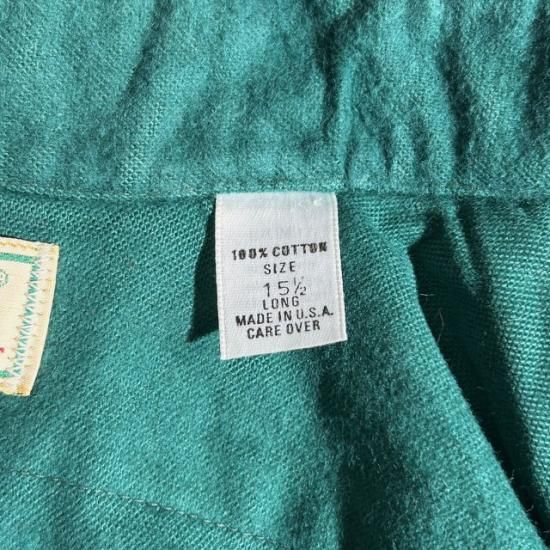 100% COTTON
SIZE
15½
LONG
MADE IN U.S.A.
CARE OVER